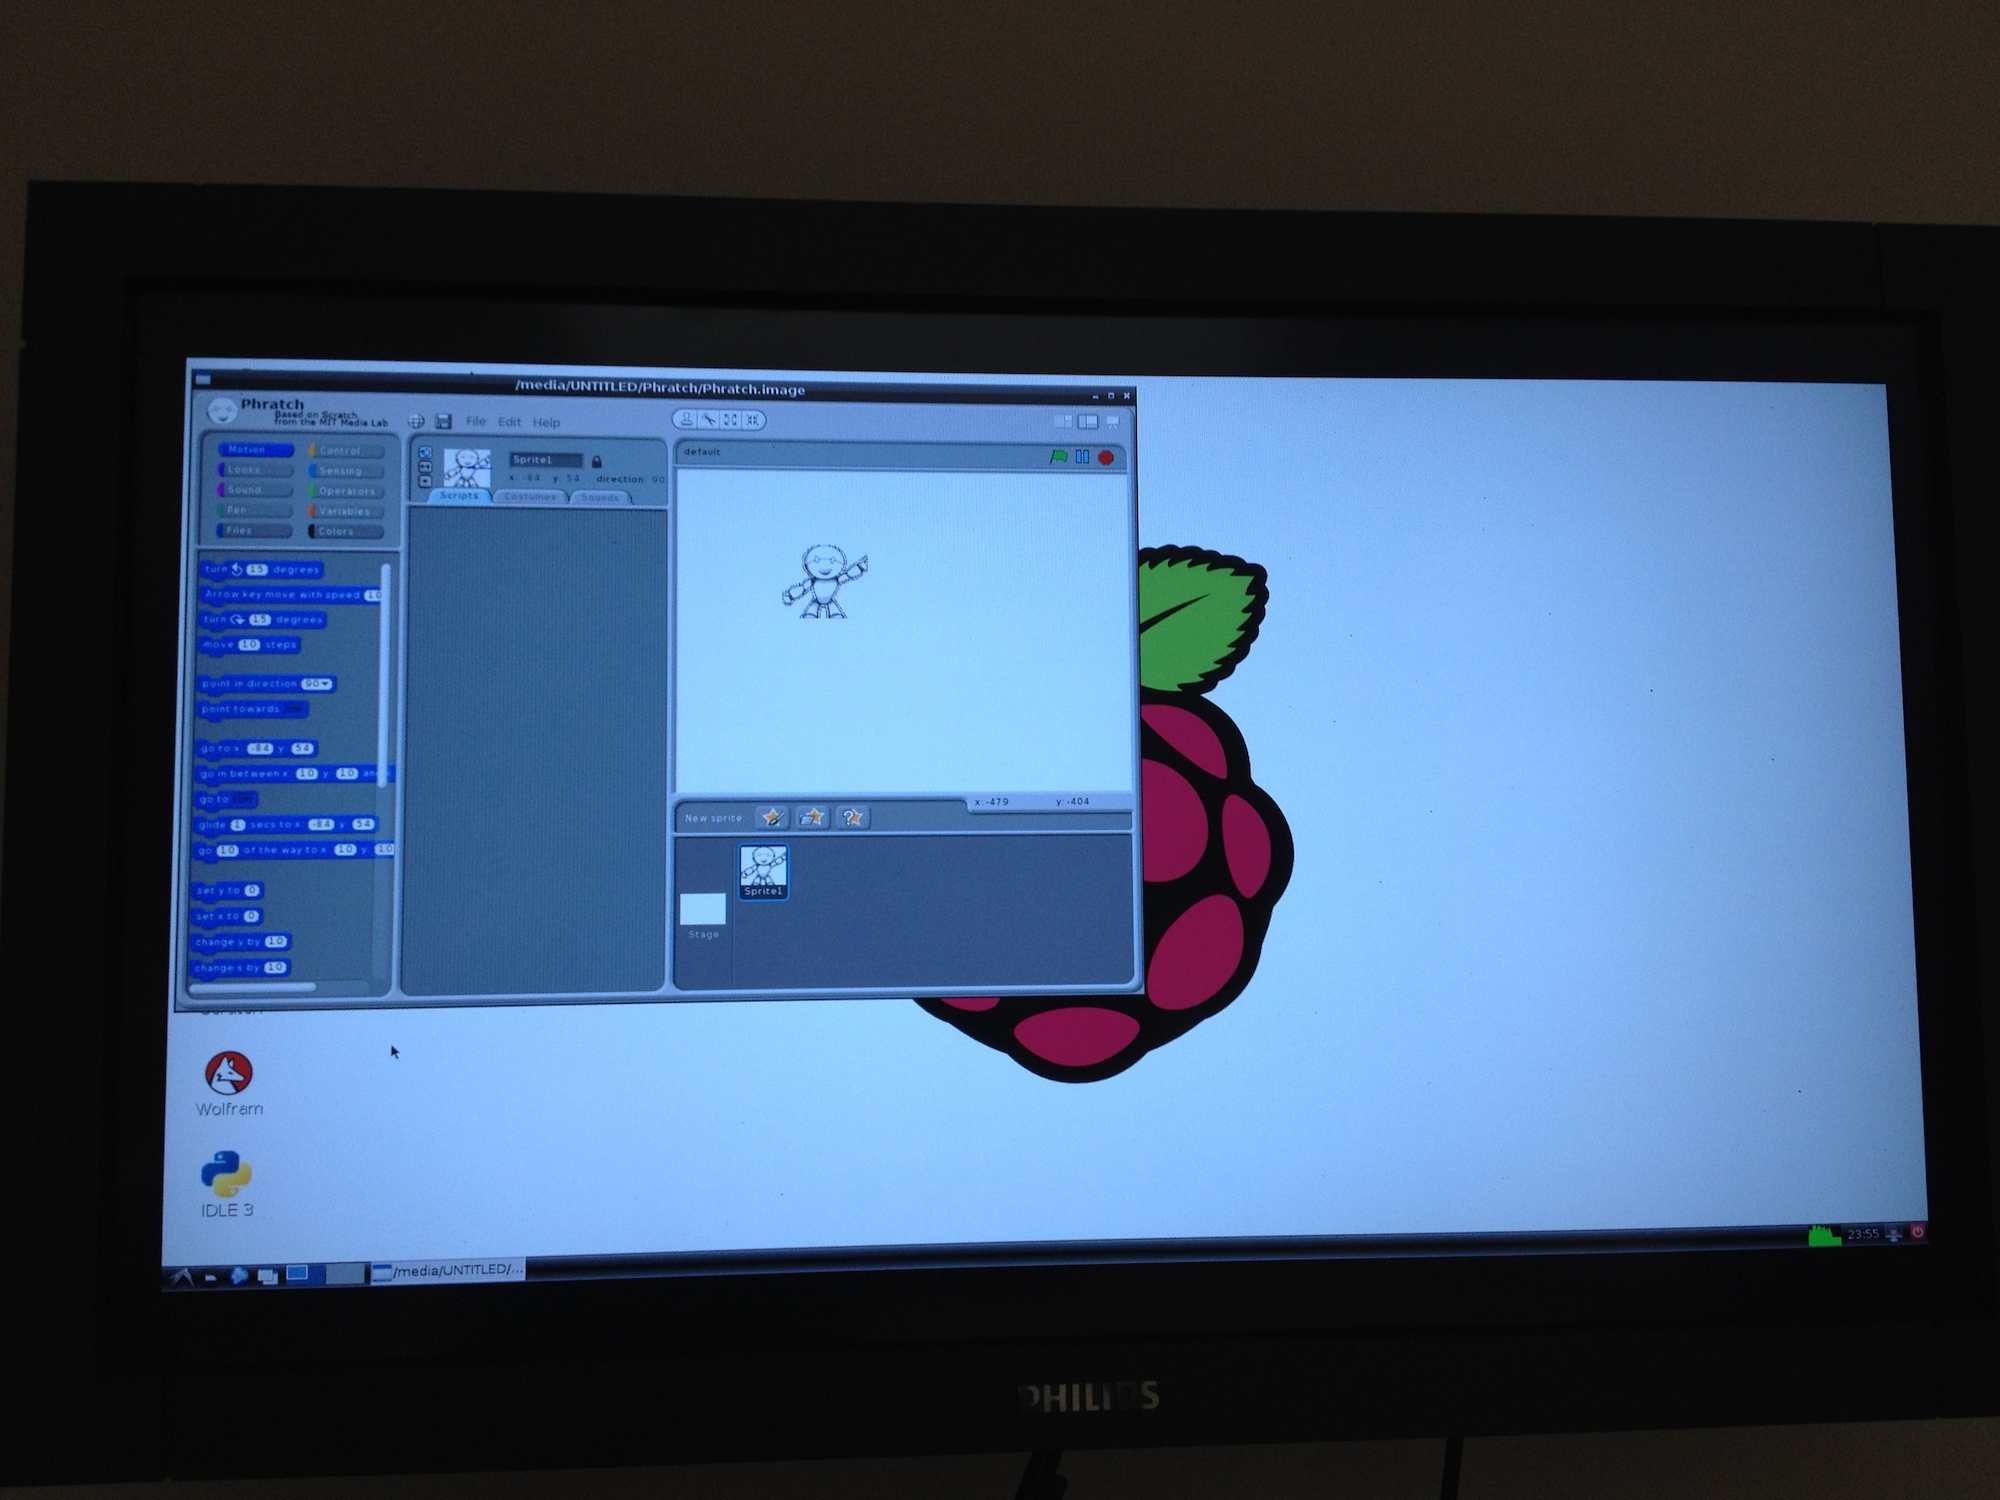 /media/UNTITLED/Phratch/Phratch.image
Phratch
Based on Scratch
from the MIT Media Lab
File Edit Help
Motion Control
Looks Sensing
Sound Operators
Pen Variables
Files Colors
Sprite1
x: -84 y: 54 direction: 90
Scripts Costumes Sounds
default
turn 15 degrees
Arrow key move with speed 10
turn 15 degrees
move 10 steps
point in direction 90
point towards
go to x: -84 y: 54
go in between x: 10 y: 10 and
go to
glide 1 secs to x: -84 y: 54
go 10 of the way to x: 10 y: 10
set y to 0
set x to 0
change y by 10
change x by 10
x: -479 y: -404
New sprite
Sprite1
Stage
Wolfram
IDLE 3
/media/UNTITLED/...
23:55
PHILIPS